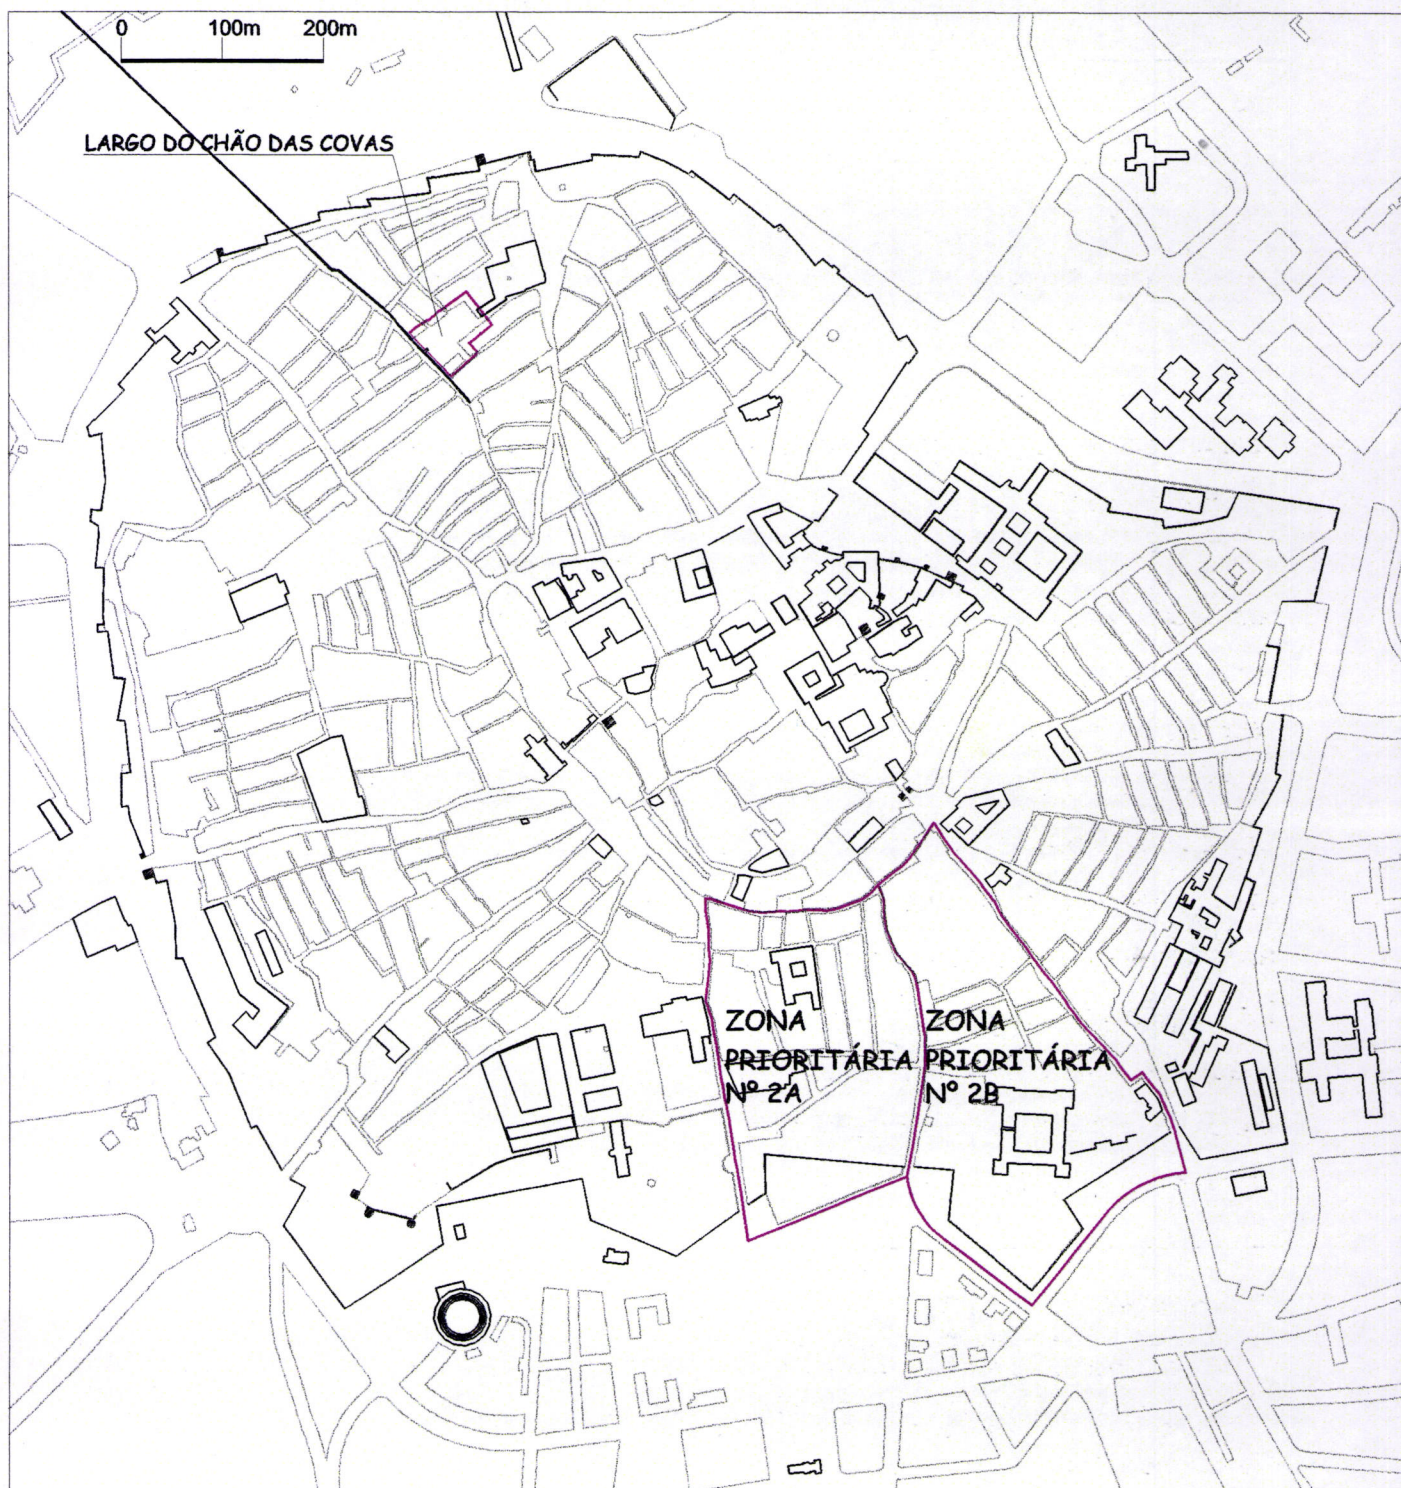 0 100m 200m
LARGO DO CHÃO DAS COVAS
ZONA
PRIORITÁRIA
Nº 2A
ZONA
PRIORITÁRIA
Nº 2B